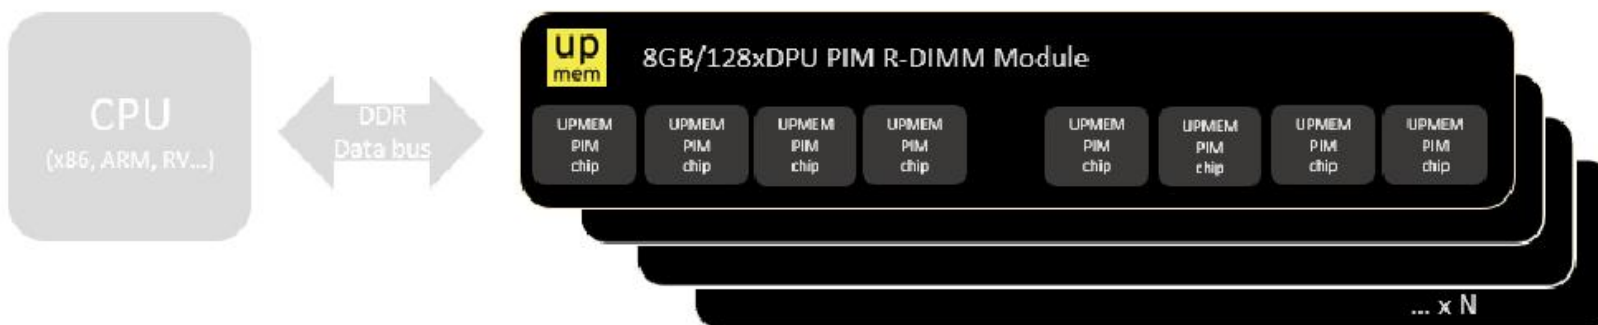 CPU
(x86, ARM, RV...)
DDR
Data bus
up
mem
8GB/128xDPU PIM R-DIMM Module
UPMEM
PIM
chip
UPMEM
PIM
chip
UPMEM
PIM
chip
UPMEM
PIM
chip
UPMEM
PIM
chip
UPMEM
PIM
chip
UPMEM
PIM
chip
UPMEM
PIM
chip
... x N